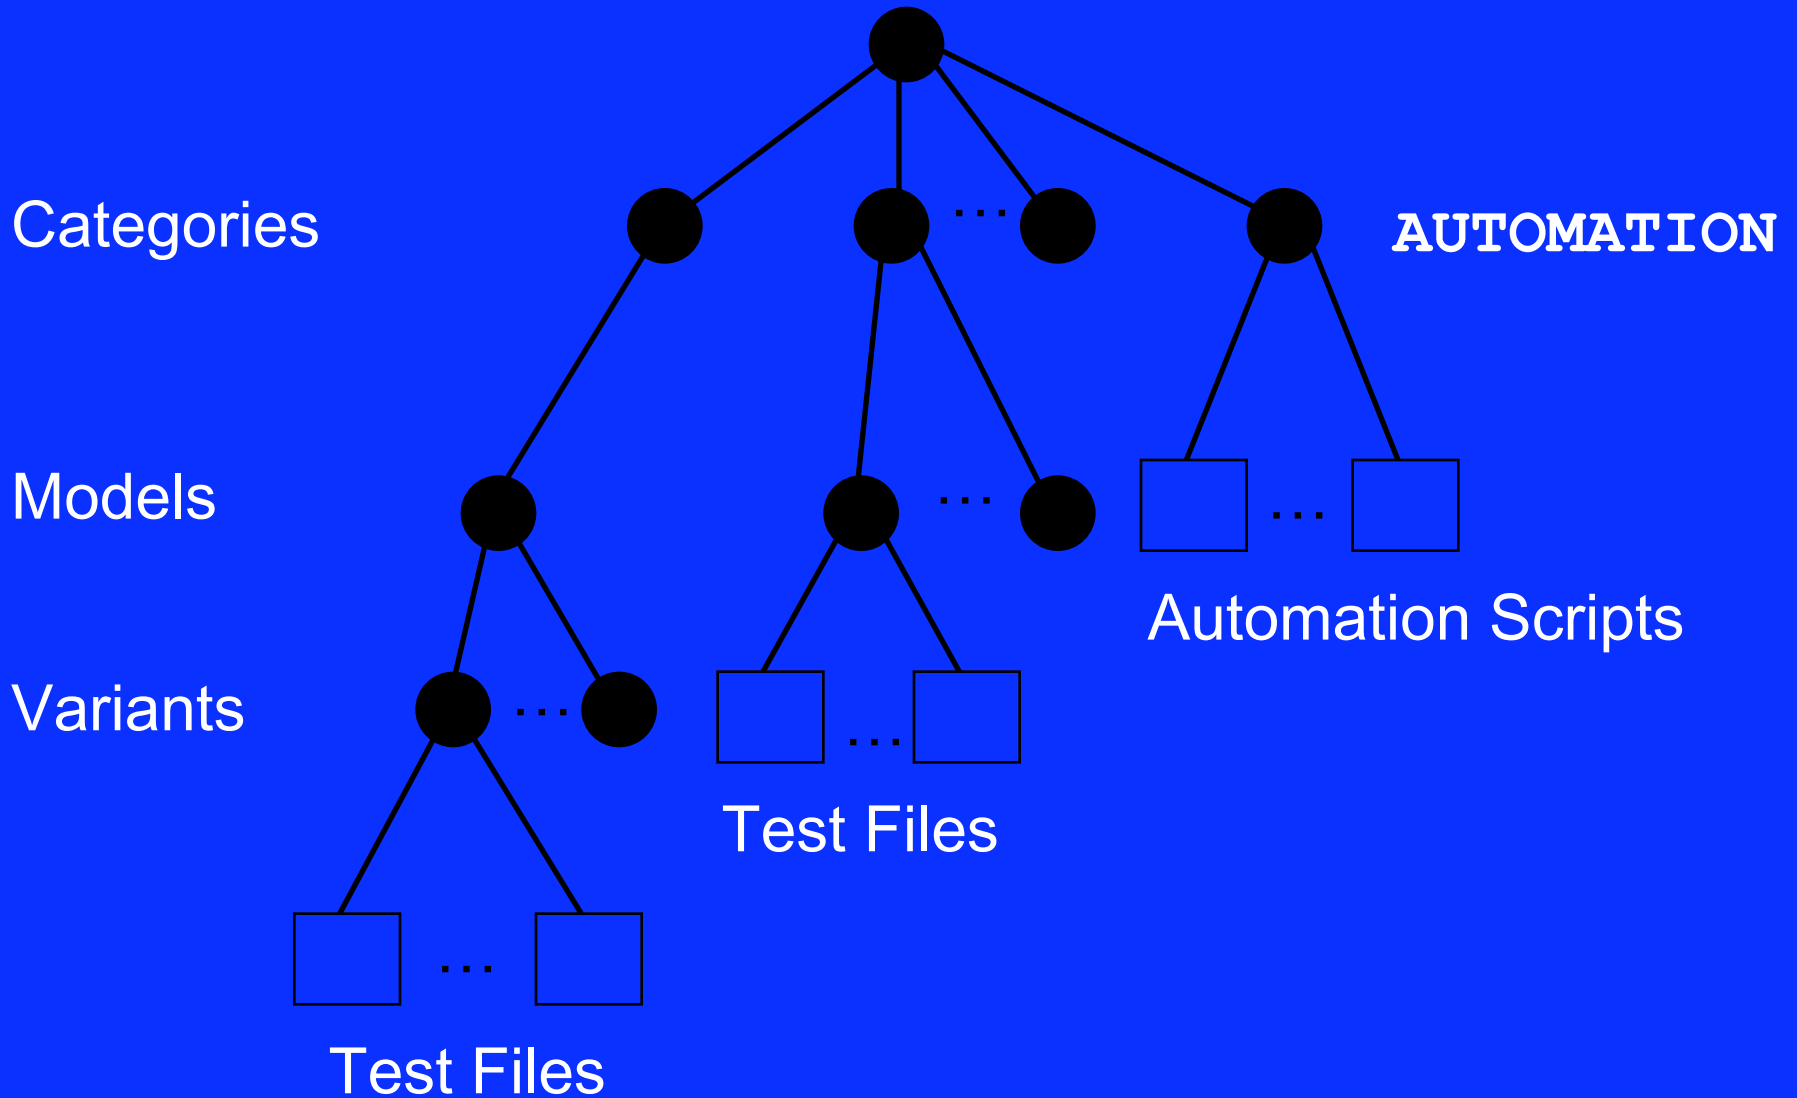 Categories
...
AUTOMATION
Models
...
...
Automation Scripts
Variants
...
...
Test Files
...
Test Files